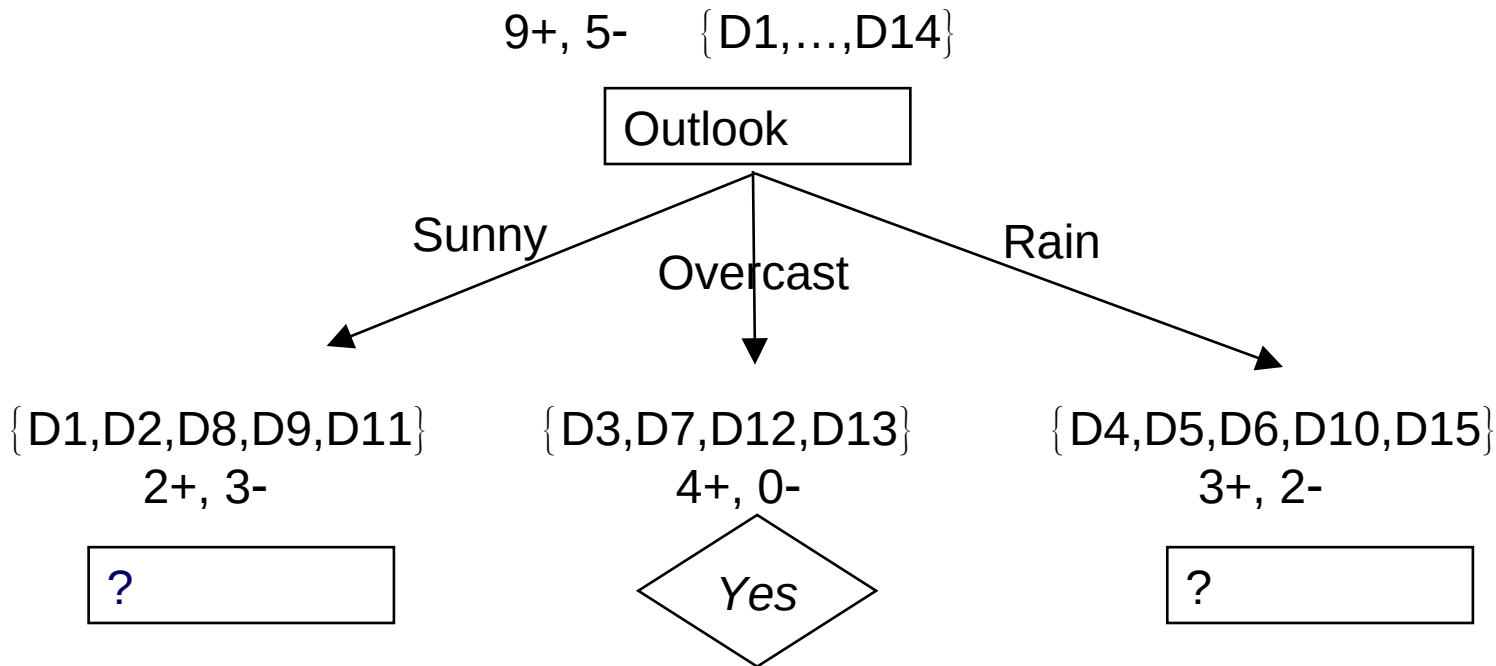 9+, 5- {D1,…,D14}
Outlook
Sunny
Overcast
Rain
{D1,D2,D8,D9,D11}
2+, 3-
{D3,D7,D12,D13}
4+, 0-
{D4,D5,D6,D10,D15}
3+, 2-
?
Yes
?